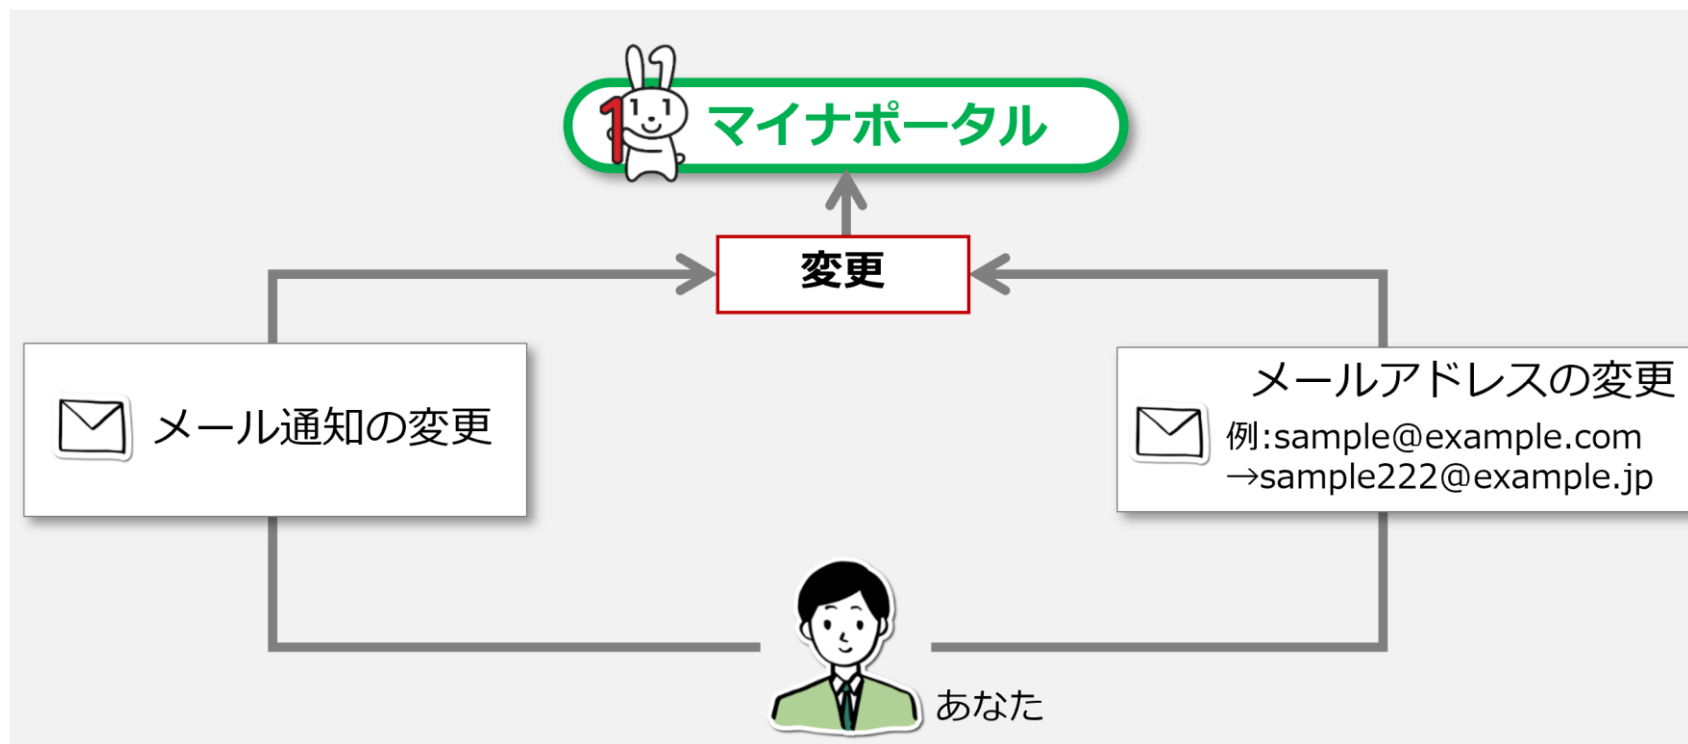 マイナポータル
変更
メール通知の変更
メールアドレスの変更
例:sample@example.com
→sample222@example.jp
あなた